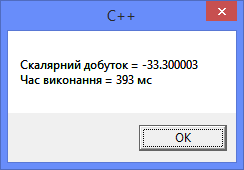 C++
Скалярний добуток = -33.300003
Час виконання = 393 мс
OK